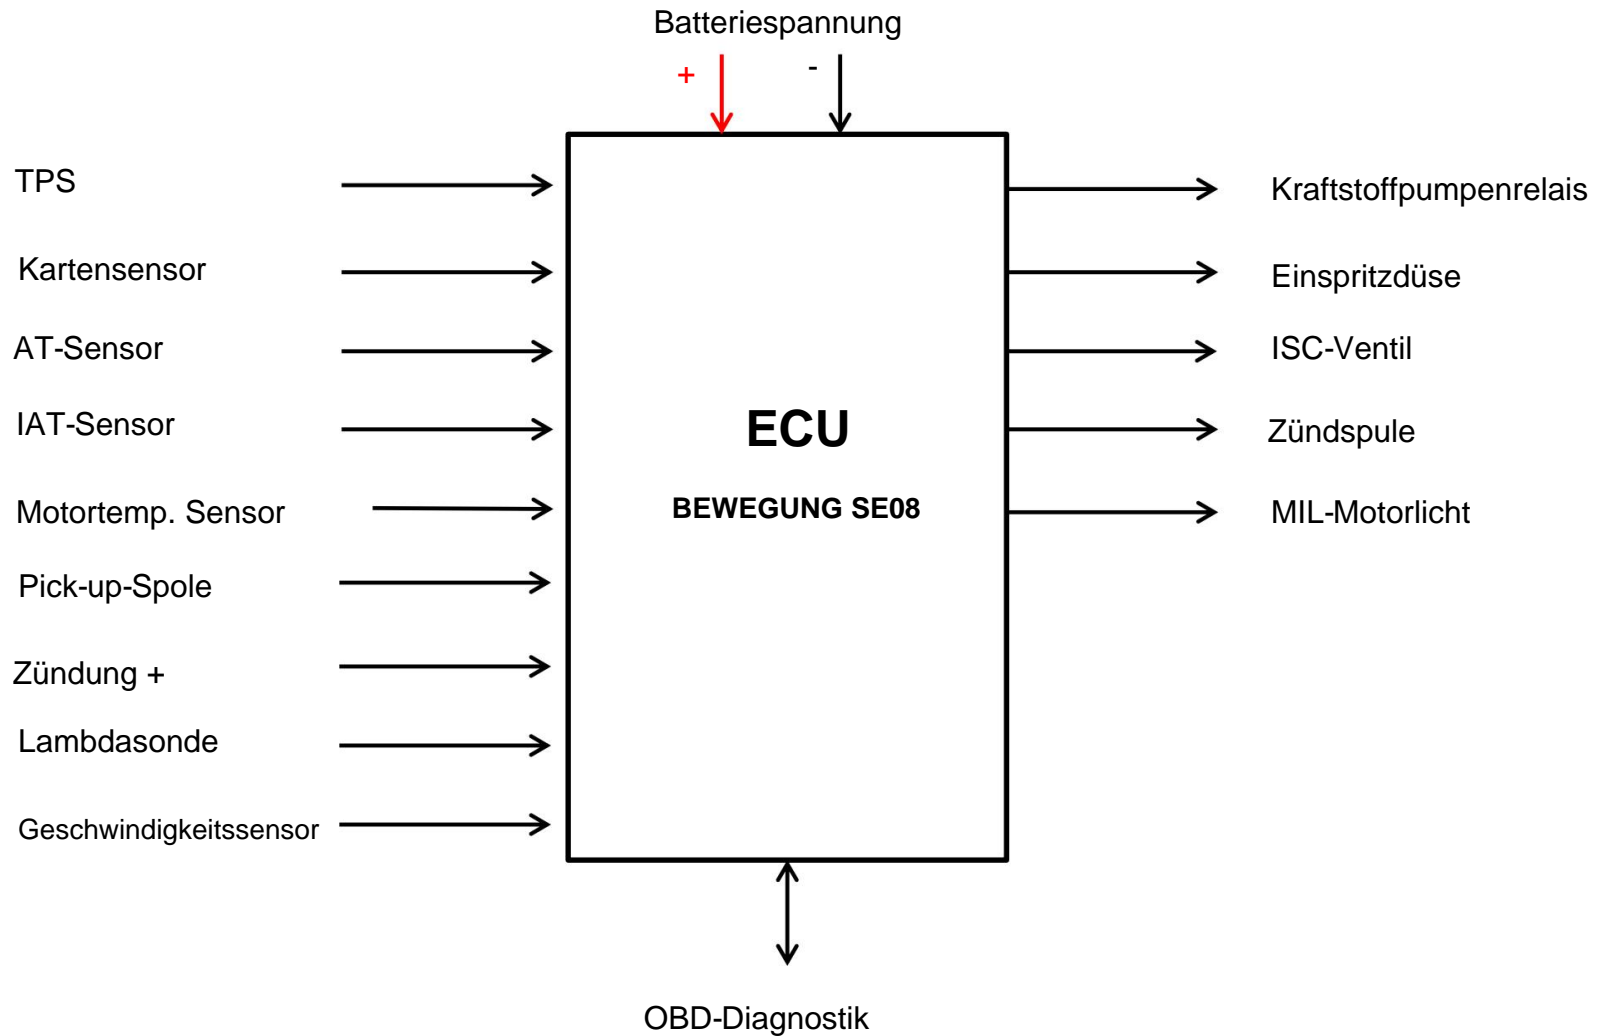 Batteriespannung
+ -
TPS
Kartensensor
AT-Sensor
IAT-Sensor
Motortemp. Sensor
Pick-up-Spole
Zündung +
Lambdasonde
Geschwindigkeitssensor
ECU
BEWEGUNG SE08
Kraftstoffpumpenrelais
Einspritzdüse
ISC-Ventil
Zündspule
MIL-Motorlicht
OBD-Diagnostik